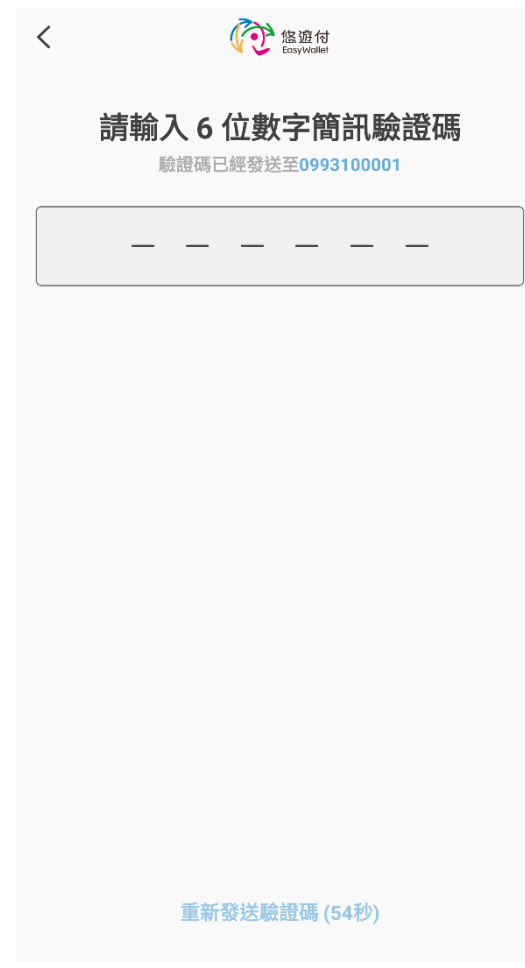 悠遊付
EasyWallet
請輸入 6 位數字簡訊驗證碼
驗證碼已經發送至0993100001
重新發送驗證碼 (54秒)